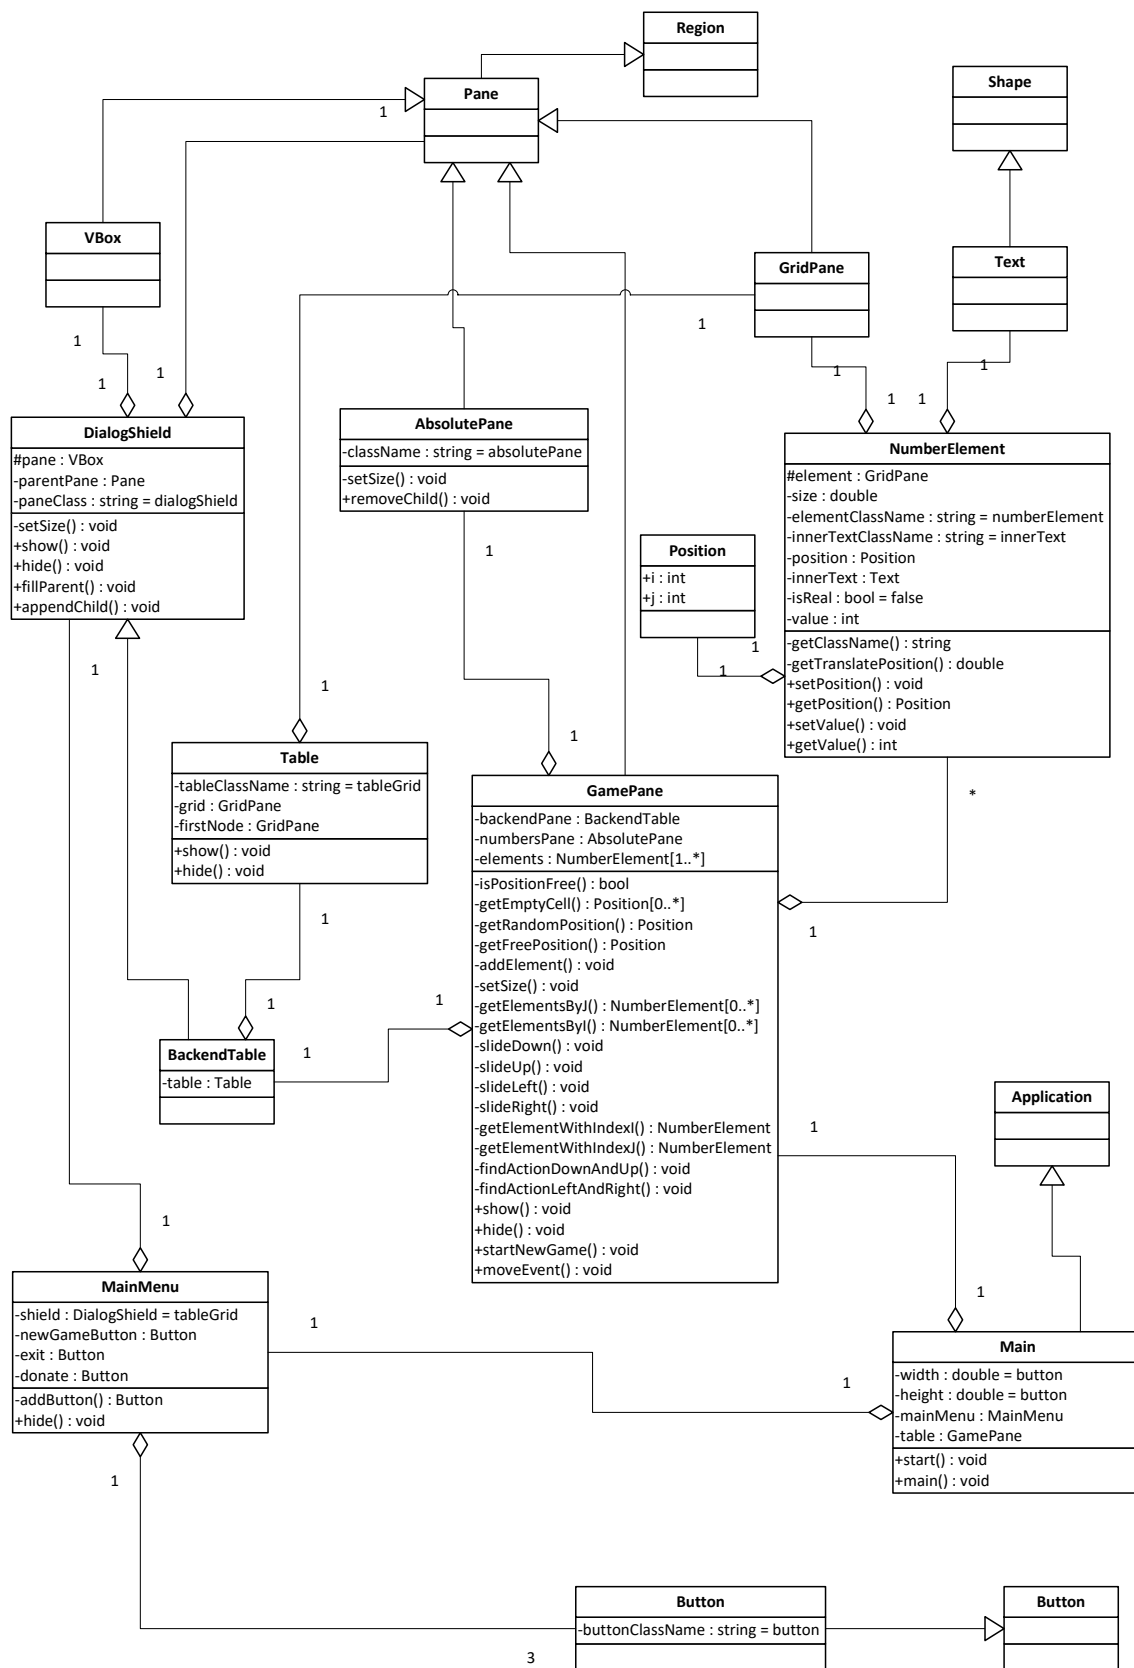 Region
Pane
1
Shape
VBox
Text
GridPane
1
1
1
1
1
1
1
1
1
DialogShield
#pane : VBox
-parentPane : Pane
-paneClass : string = dialogShield
-setSize() : void
+show() : void
+hide() : void
+fillParent() : void
+appendChild() : void
AbsolutePane
-className : string = absolutePane
-setSize() : void
+removeChild() : void
1
NumberElement
#element : GridPane
-size : double
-elementClassName : string = numberElement
-innerTextClassName : string = innerText
-position : Position
-innerText : Text
-isReal : bool = false
-value : int
-getClassName() : string
-getTranslatePosition() : double
+setPosition() : void
+getPosition() : Position
+setValue() : void
+getValue() : int
Position
+i : int
+j : int
1
1
1
1
1
*
Table
-tableClassName : string = tableGrid
-grid : GridPane
-firstNode : GridPane
+show() : void
+hide() : void
1
GamePane
-backendPane : BackendTable
-numbersPane : AbsolutePane
-elements : NumberElement[1..*]
-isPositionFree() : bool
-getEmptyCell() : Position[0..*]
-getRandomPosition() : Position
-getFreePosition() : Position
-addElement() : void
-setSize() : void
-getElementsByJ() : NumberElement[0..*]
-getElementsByI() : NumberElement[0..*]
-slideDown() : void
-slideUp() : void
-slideLeft() : void
-slideRight() : void
-getElementWithIndexI() : NumberElement
-getElementWithIndexJ() : NumberElement
-findActionDownAndUp() : void
-findActionLeftAndRight() : void
+show() : void
+hide() : void
+startNewGame() : void
+moveEvent() : void
1
1
1
1
BackendTable
-table : Table
Application
1
1
1
MainMenu
-shield : DialogShield = tableGrid
-newGameButton : Button
-exit : Button
-donate : Button
-addButton() : Button
+hide() : void
1
1
Main
-width : double = button
-height : double = button
-mainMenu : MainMenu
-table : GamePane
+start() : void
+main() : void
1
Button
-buttonClassName : string = button
3
Button